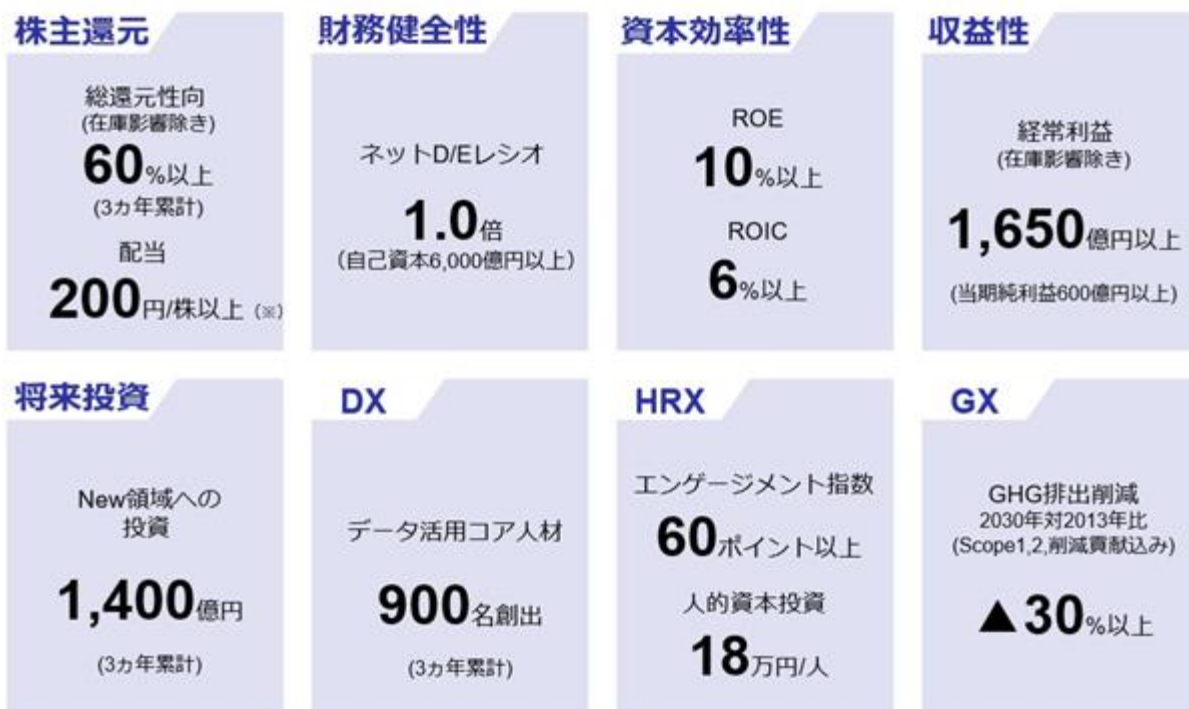 株主還元
総還元性向
(在庫影響除き)
60%以上
(3カ年累計)
配当
200円/株以上 (※)
財務健全性
ネットD/Eレシオ
1.0倍
(自己資本6,000億円以上)
資本効率性
ROE
10%以上
ROIC
6%以上
収益性
経常利益
(在庫影響除き)
1,650億円以上
(当期純利益600億円以上)
将来投資
New領域への
投資
1,400億円
(3ヵ年累計)
DX
データ活用コア人材
900名創出
(3ヵ年累計)
HRX
エンゲージメント指数
60ポイント以上
人的資本投資
18万円/人
GX
GHG排出削減
2030年対2013年比
(Scope1,2,削減貢献込み)
▲30%以上